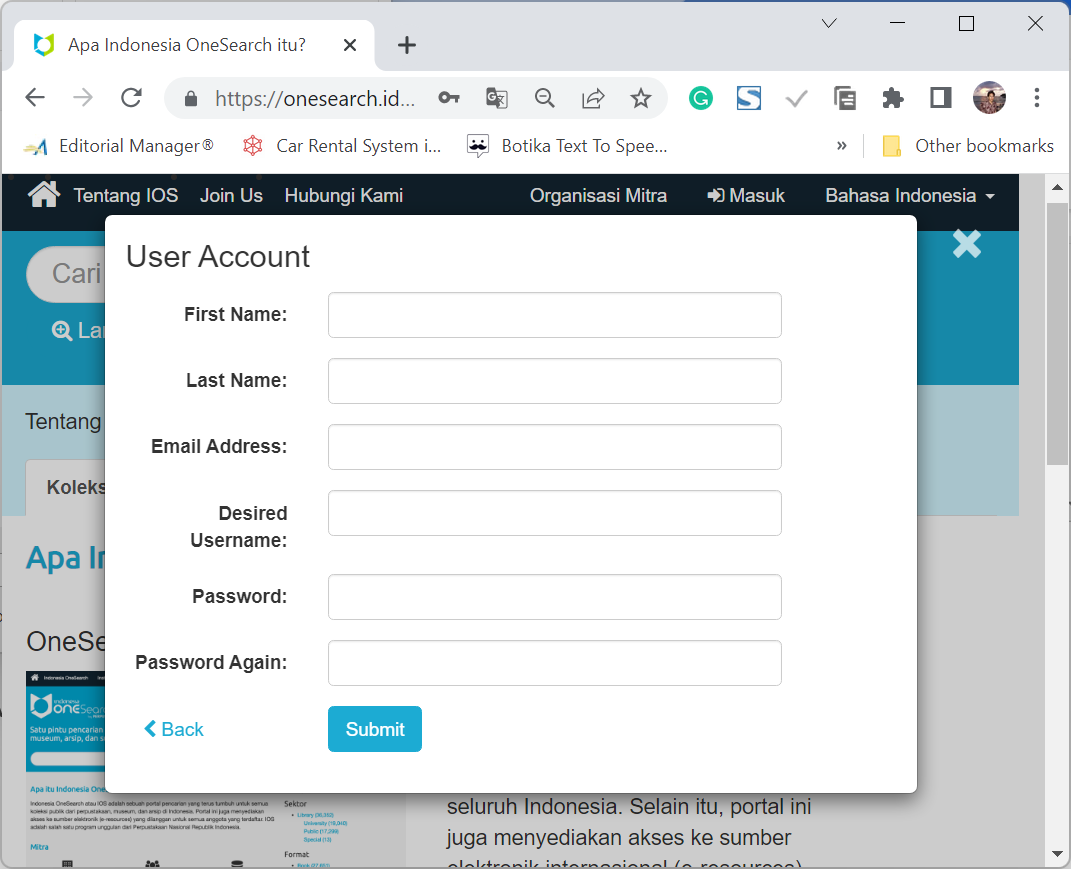 Apa Indonesia OneSearch itu?
https://onesearch.id...
Editorial Manager®
Car Rental System i...
Botika Text To Spee...
»
Other bookmarks
Tentang IOS
Join Us
Hubungi Kami
Organisasi Mitra
Masuk
Bahasa Indonesia
Cari
La
Tentang
Koleks
Apa In
OneSe
User Account
First Name:
Last Name:
Email Address:
Desired
Username:
Password:
Password Again:
Back
Submit
Indonesia OneSearch
indonesia
oneSearch
Satu pintu pencarian
museum, arsip, dan s
Apa itu Indonesia One
Indonesia OneSearch atau IOS adalah sebuah portal pencarian yang terus tumbuh untuk semua
koleksi publik dari perpustakaan, museum, dan arsip di Indonesia. Portal ini juga menyediakan
akses ke sumber elektronik (e-resources) yang dilanggan untuk semua anggota yang terdaftar. IOS
adalah salah satu program unggulan dari Perpustakaan Nasional Republik Indonesia.
Mitra
Sektor
Format
seluruh Indonesia. Selain itu, portal ini
juga menyediakan akses ke sumber
elektronik internasional (e-resources)